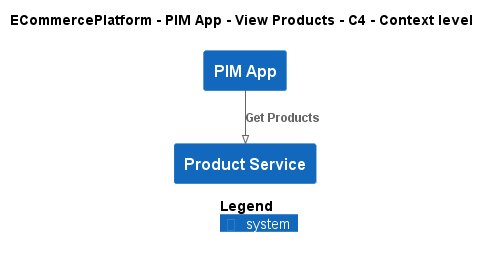 ECommercePlatform - PIM App - View Products - C4 - Context level
PIM App
Get Products
Product Service
Legend
system